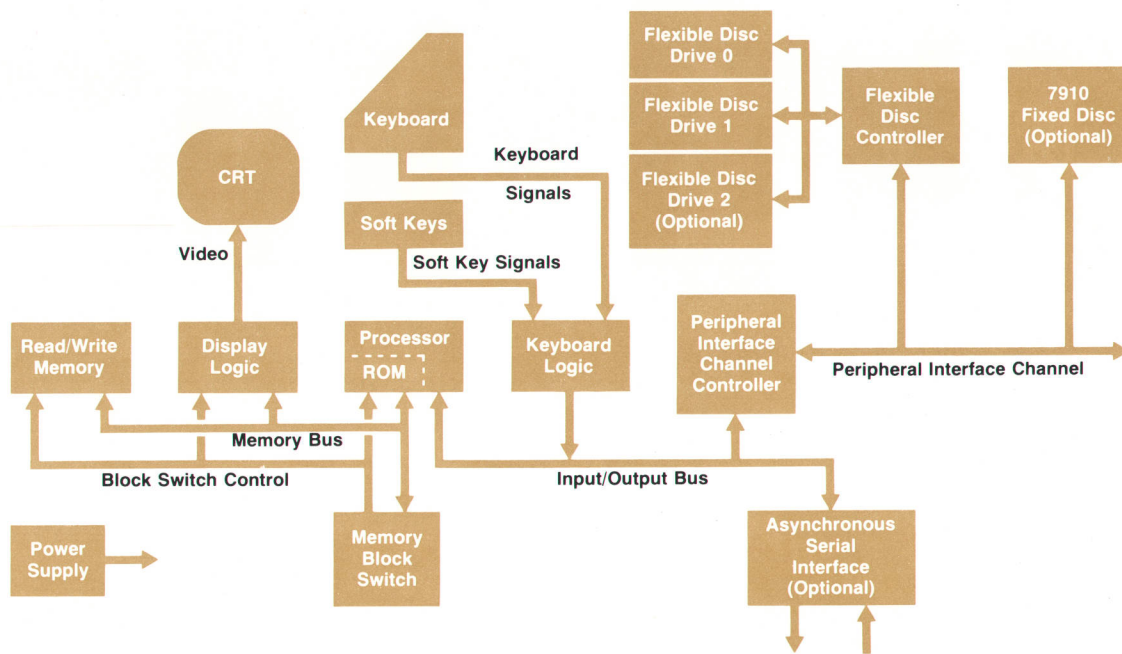 Flexible Disc
Drive 0
Flexible Disc
Drive 1
Flexible Disc
Drive 2
(Optional)
Flexible
Disc
Controller
7910
Fixed Disc
(Optional)
Keyboard
Keyboard
Signals
CRT
Soft Keys
Video
Soft Key Signals
Read/Write
Memory
Display
Logic
Processor
ROM
Keyboard
Logic
Peripheral
Interface
Channel
Controller
Peripheral Interface Channel
Memory Bus
Block Switch Control
Input/Output Bus
Power
Supply
Memory
Block
Switch
Asynchronous
Serial
Interface
(Optional)